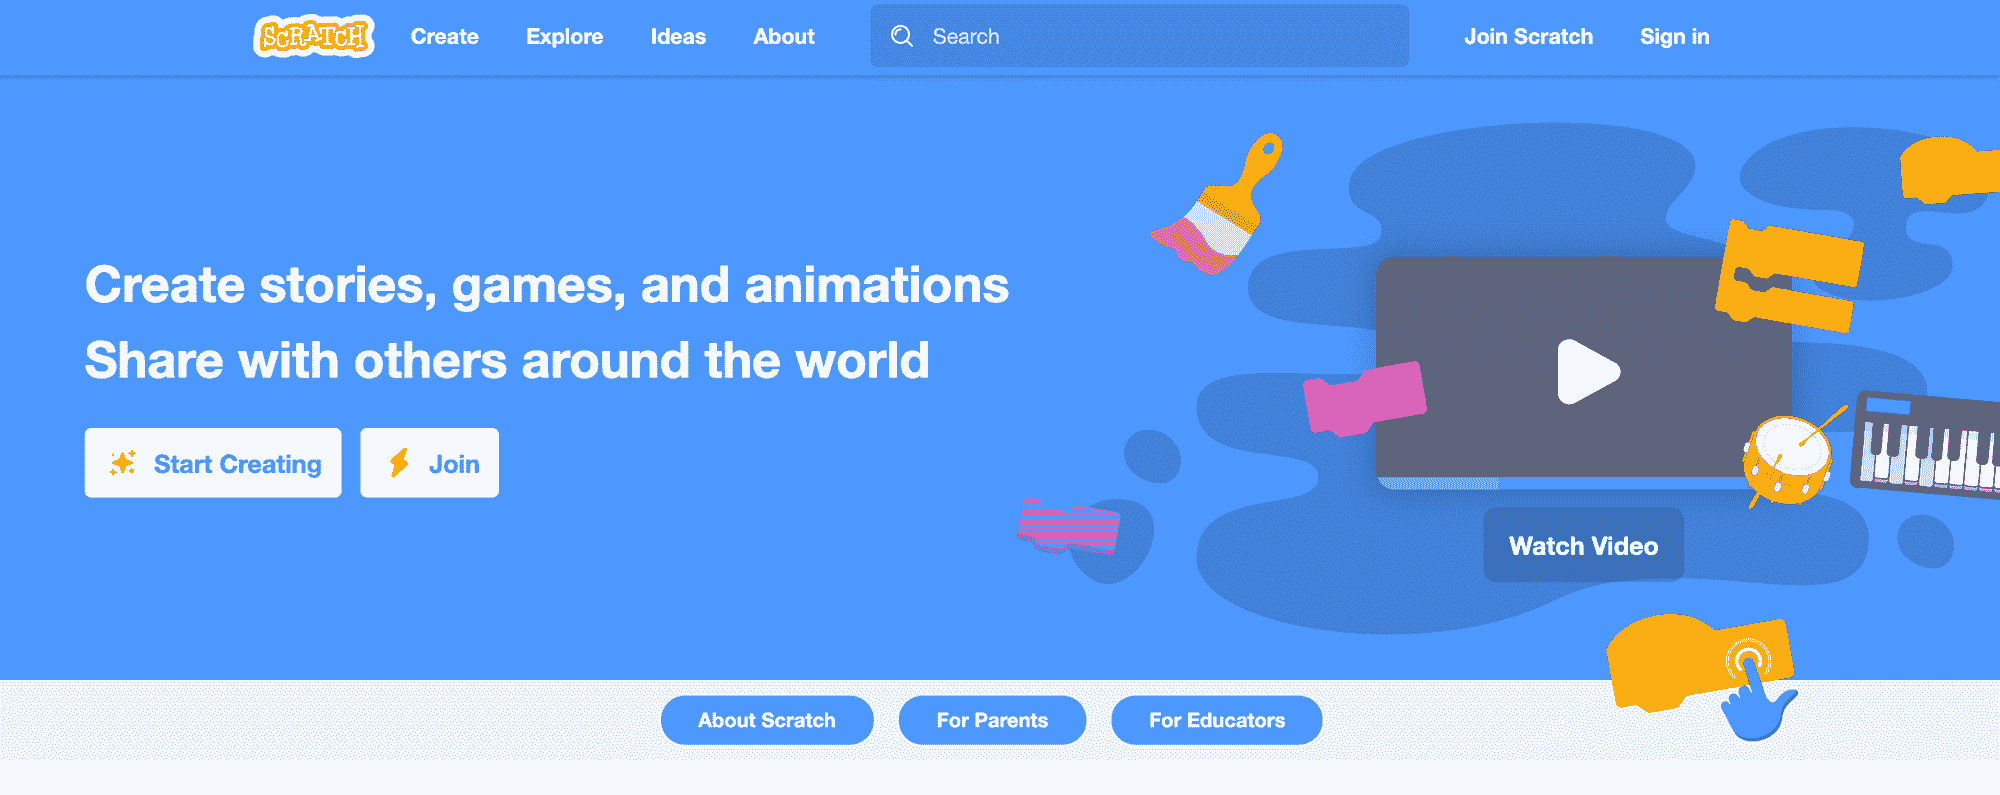 SCRATCH Create Explore Ideas About Search Join Scratch Sign in
Create stories, games, and animations
Share with others around the world
Start Creating Join
Watch Video
About Scratch For Parents For Educators